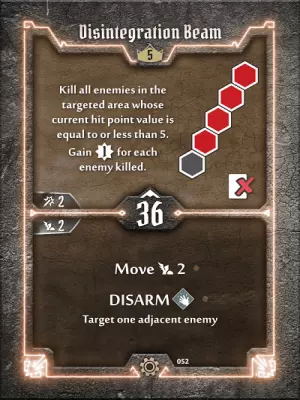 Disintegration Beam
5
Kill all enemies in the
targeted area whose
current hit point value is
equal to or less than 5.
Gain 1 for each
enemy killed.
2
36
2
Move 2
DISARM
Target one adjacent enemy
052